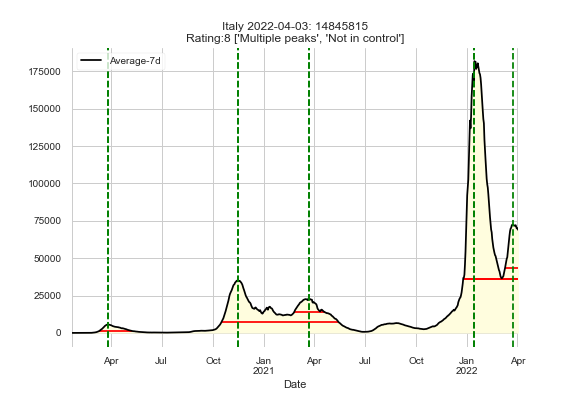 Italy 2022-04-03: 14845815
Rating:8 ['Multiple peaks', 'Not in control']
Average-7d
175000
150000
125000
100000
75000
50000
25000
0
Apr Jul Oct Jan Apr Jul Oct Jan Apr
2021 2022
Date